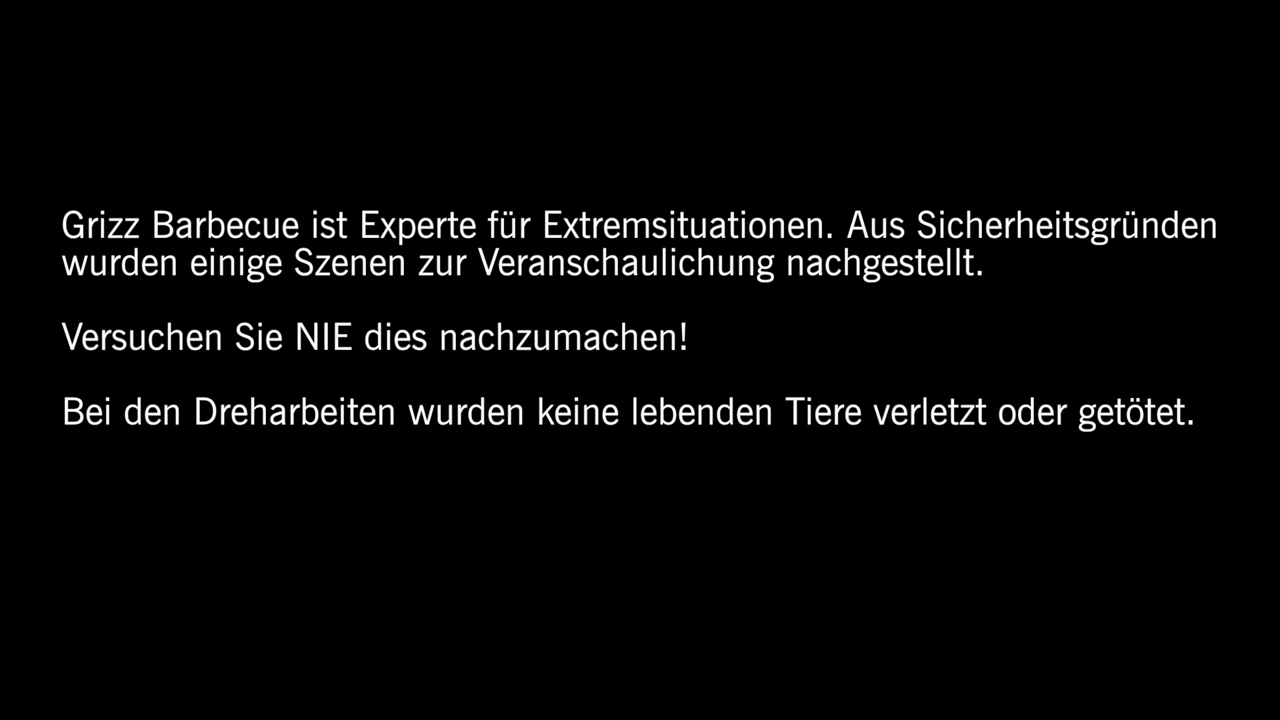 Grizz Barbecue ist Experte für Extremsituationen. Aus Sicherheitsgründen
wurden einige Szenen zur Veranschaulichung nachgestellt.
Versuchen Sie NIE dies nachzumachen!
Bei den Dreharbeiten wurden keine lebenden Tiere verletzt oder getötet.